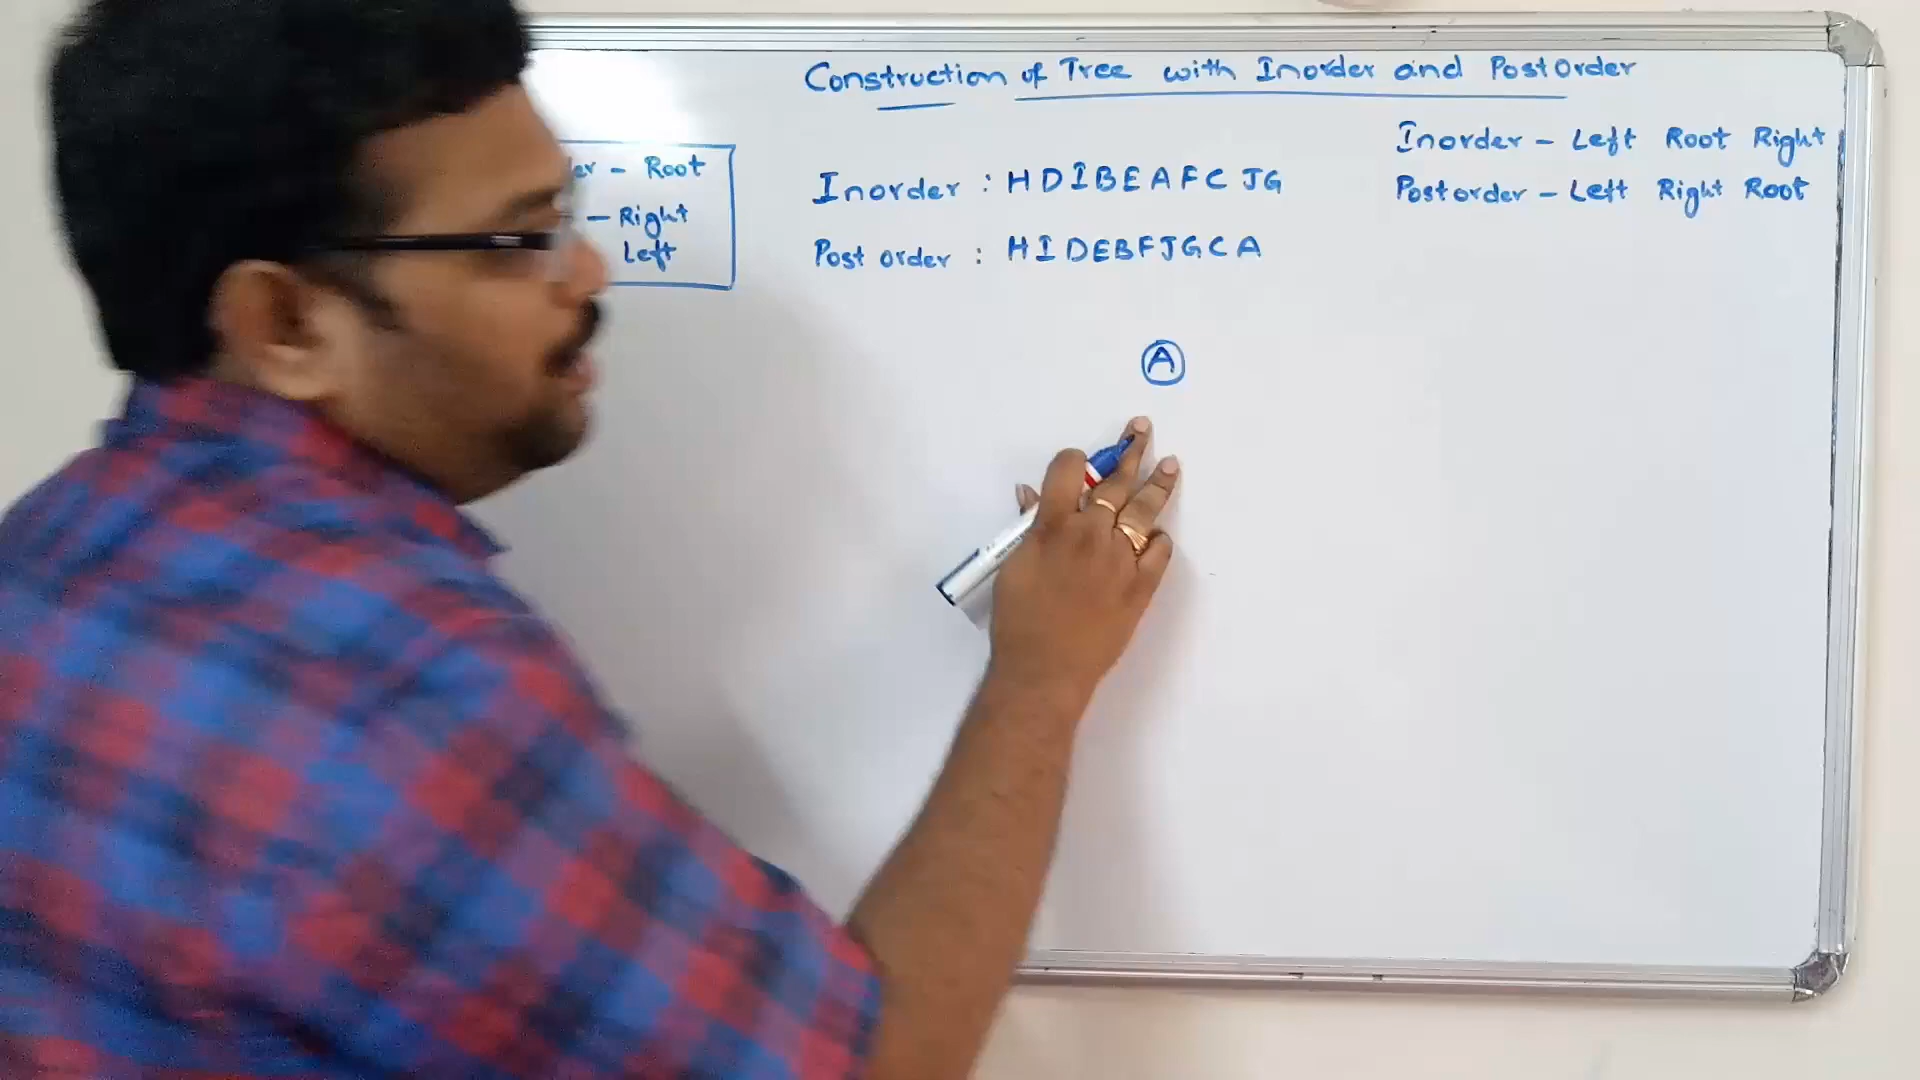 Construction of Tree with Inorder and PostOrder
er - Root
- Right
Left
Inorder : H D I B E A F C J G
Post order : H I D E B F J G C A
Inorder - Left Root Right
Postorder - Left Right Root
A